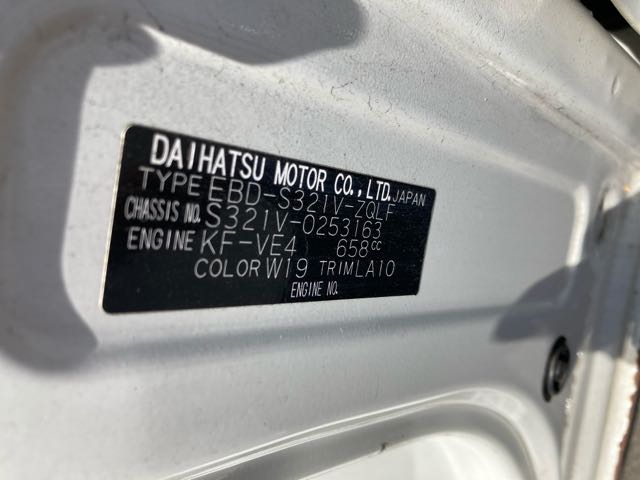 DAIHATSU MOTOR CO., LTD. JAPAN
TYPE EBD-S321V-ZQLF
CHASSIS NO. S321V-0253163
ENGINE KF-VE4 658cc
COLOR W19 TRIM LA10
ENGINE NO.